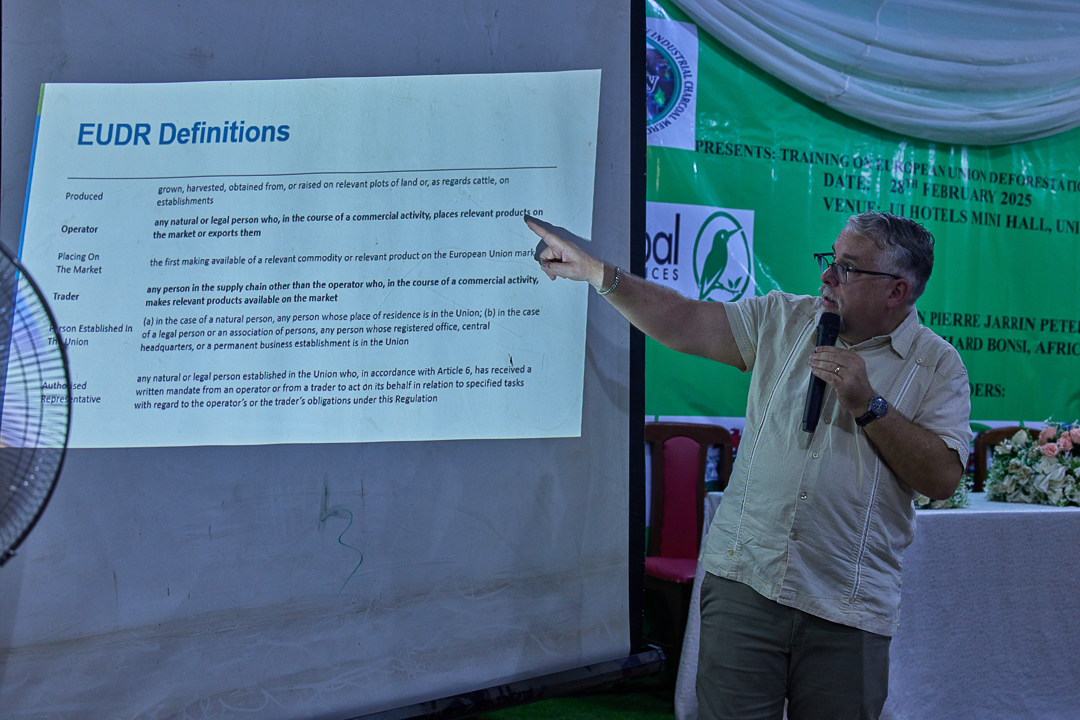 EUDR Definitions
Produced
grown, harvested, obtained from, or raised on relevant plots of land or, as regards cattle, on
establishments
Operator
any natural or legal person who, in the course of a commercial activity, places relevant products on
the market or exports them
Placing On
The Market
the first making available of a relevant commodity or relevant product on the European Union
Trader
any person in the supply chain other than the operator who, in the course of a commercial activity,
makes relevant products available on the market
Person Established In
The Union
(a) in the case of a natural person, any person whose place of residence is in the Union; (b) in the case
of a legal person or an association of persons, any person whose registered office, central
headquarters, or a permanent business establishment is in the Union
Authorised
Representative
any natural or legal person established in the Union who, in accordance with Article 6, has received a
written mandate from an operator or from a trader to act on its behalf in relation to specified tasks
with regard to the operator's or the trader's obligations under this Regulation
INDUSTRIAL CHARCOAL
PRESENTS: TRAINING ON EUROPEAN UNION
DATE: 28TH FEBRUARY 2025
VENUE: UI HOTELS MINI HALL,
PIERRE JARRIN
BONSI,